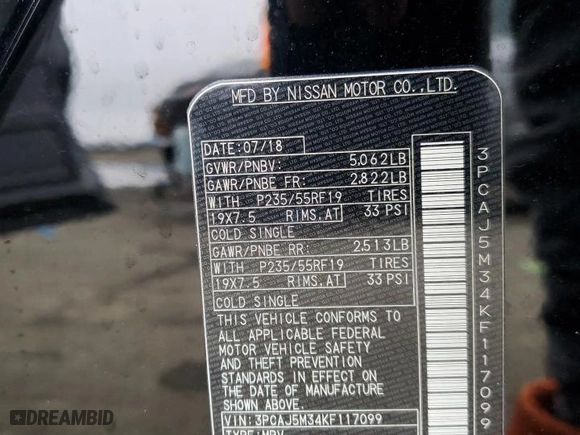 MFD BY NISSAN MOTOR CO.,LTD.
DATE:07/18
GVWR/PNBV: 5.062LB
GAWR/PNBE FR: 2.822LB
WITH P235/55RF19 TIRES
19X7.5 RIMS.AT 33 PSI
COLD SINGLE
GAWR/PNBE RR: 2.513LB
WITH P235/55RF19 TIRES
19X7.5 RIMS.AT 33 PSI
COLD SINGLE
THIS VEHICLE CONFORMS TO
ALL APPLICABLE FEDERAL
MOTOR VEHICLE SAFETY
AND THEFT PREVENTION
STANDARDS IN EFFECT ON
THE DATE OF MANUFACTURE
SHOWN ABOVE.
VIN:3PCAJ5M34KF117099
TYPE:MPV
3PCAJ5M34KF117099
DREAMBID